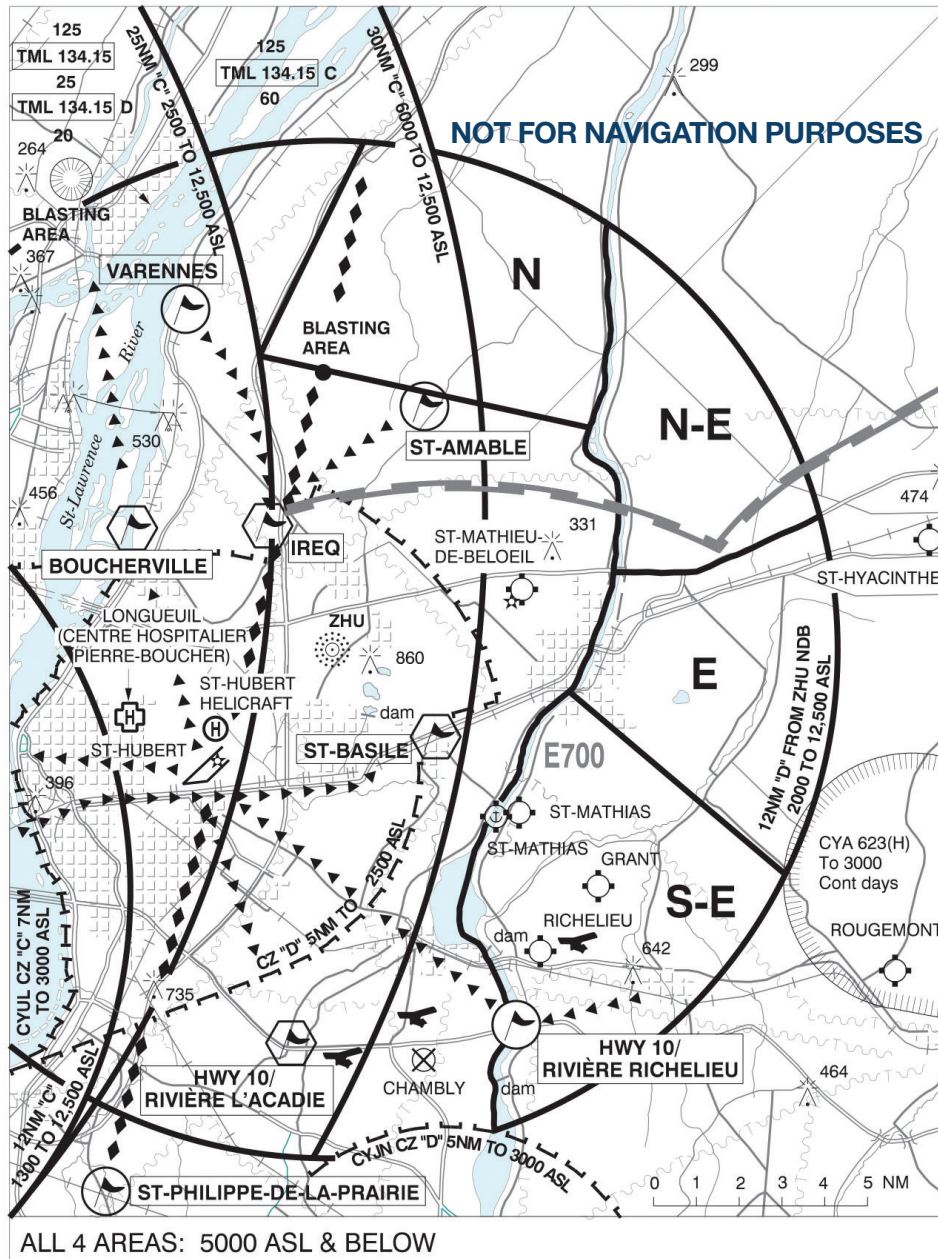 125
TML 134.15
25
TML 134.15 D
20
125
TML 134.15 C
60
25NM "C" 2500 TO 12,500 ASL
30NM "C" 6000 TO 12,500 ASL
299
NOT FOR NAVIGATION PURPOSES
264
BLASTING
AREA
367
VARENNES
N
BLASTING
AREA
River
St-Lawrence
530
ST-AMABLE
N-E
456
474
331
ST-MATHIEU-
DE-BELOEIL
IREQ
BOUCHERVILLE
ST-HYACINTHE
LONGUEUIL
(CENTRE HOSPITALIER
PIERRE-BOUCHER)
ZHU
860
ST-HUBERT
HELICRAFT
E
dam
ST-HUBERT
ST-BASILE
E700
12NM "D" FROM ZHU NDB
2000 TO 12,500 ASL
396
ST-MATHIAS
ST-MATHIAS
CYA 623(H)
To 3000
Cont days
GRANT
S-E
RICHELIEU
dam
ROUGEMONT
642
CZ "D" 5NM TO 2500 ASL
CYUL CZ "C" 7NM
TO 3000 ASL
735
HWY 10/
RIVIÈRE RICHELIEU
HWY 10/
RIVIÈRE L'ACADIE
CHAMBLY
dam
464
12NM "C"
1300 TO 12,500 ASL
CYJN CZ "D" 5NM TO 3000 ASL
ST-PHILIPPE-DE-LA-PRAIRIE
0 1 2 3 4 5 NM
ALL 4 AREAS: 5000 ASL & BELOW